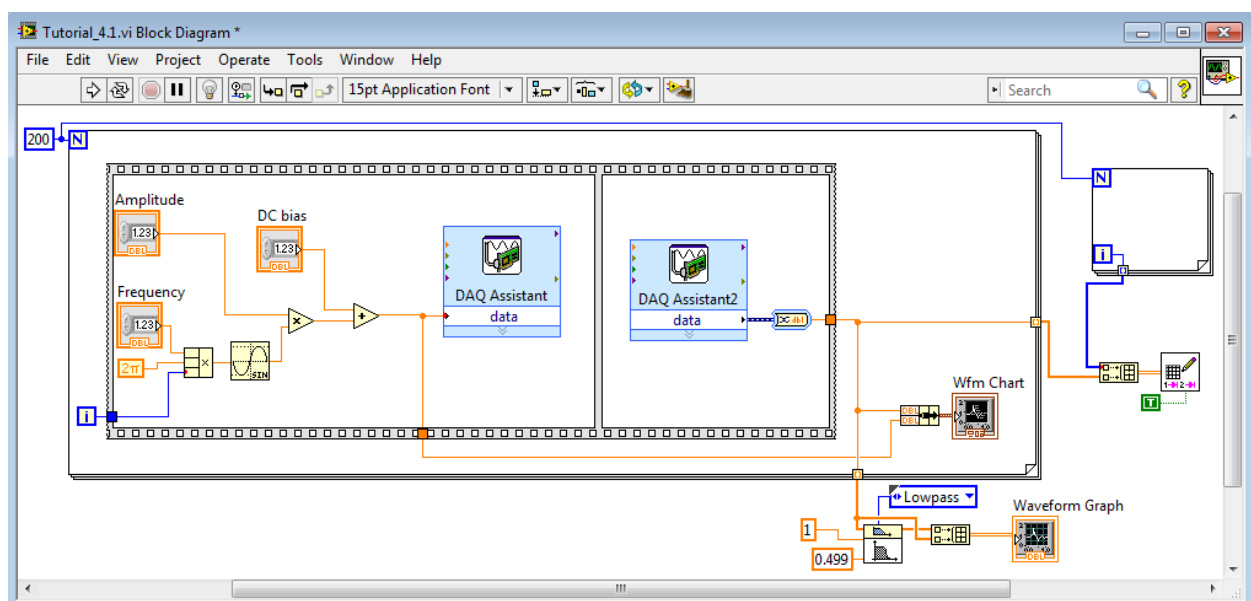 Tutorial_4.1.vi Block Diagram *
File Edit View Project Operate Tools Window Help
15pt Application Font
Search
200
N
Amplitude
1.23
DBL
DC bias
1.23
DBL
Frequency
1.23
DBL
2π
×
SIN
×
+
i
DAQ Assistant
data
DAQ Assistant2
data
dbl
N
i
Wfm Chart
DBL
DBL
T
Lowpass
1
0.499
Waveform Graph
DBL